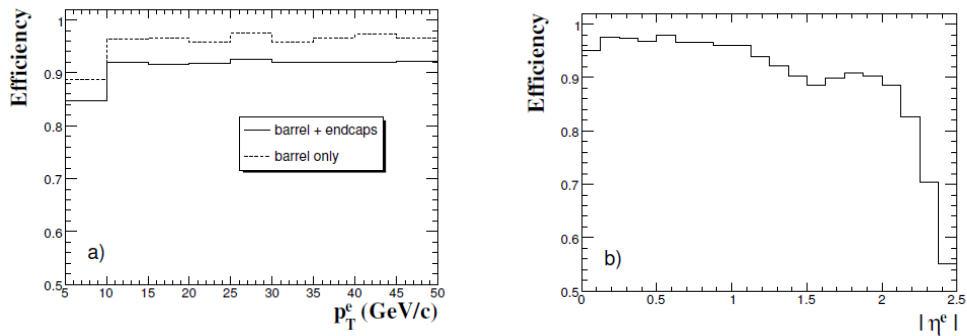 Efficiency
1
0.9
0.8
0.7
0.6
0.5
barrel + endcaps
barrel only
a)
5 10 15 20 25 30 35 40 45 50
p_T^e (GeV/c)
Efficiency
1
0.9
0.8
0.7
0.6
0.5
b)
0 0.5 1 1.5 2 2.5
| η^e |